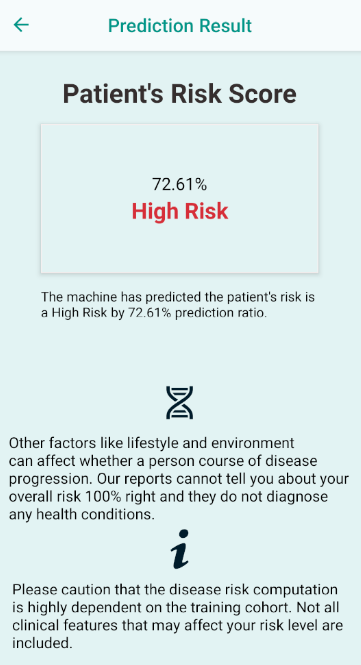 Prediction Result
Patient's Risk Score
72.61%
High Risk
The machine has predicted the patient's risk is
a High Risk by 72.61% prediction ratio.
Other factors like lifestyle and environment
can affect whether a person course of disease
progression. Our reports cannot tell you about your
overall risk 100% right and they do not diagnose
any health conditions.
Please caution that the disease risk computation
is highly dependent on the training cohort. Not all
clinical features that may affect your risk level are
included.